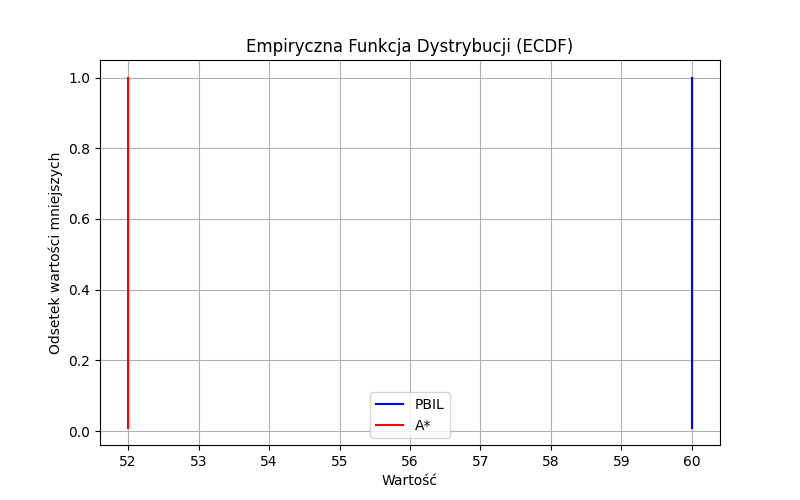 Empiryczna Funkcja Dystrybucji (ECDF)
Odsetek wartości mniejszych
1.0
0.8
0.6
0.4
0.2
0.0
PBIL
A*
52 53 54 55 56 57 58 59 60
Wartość